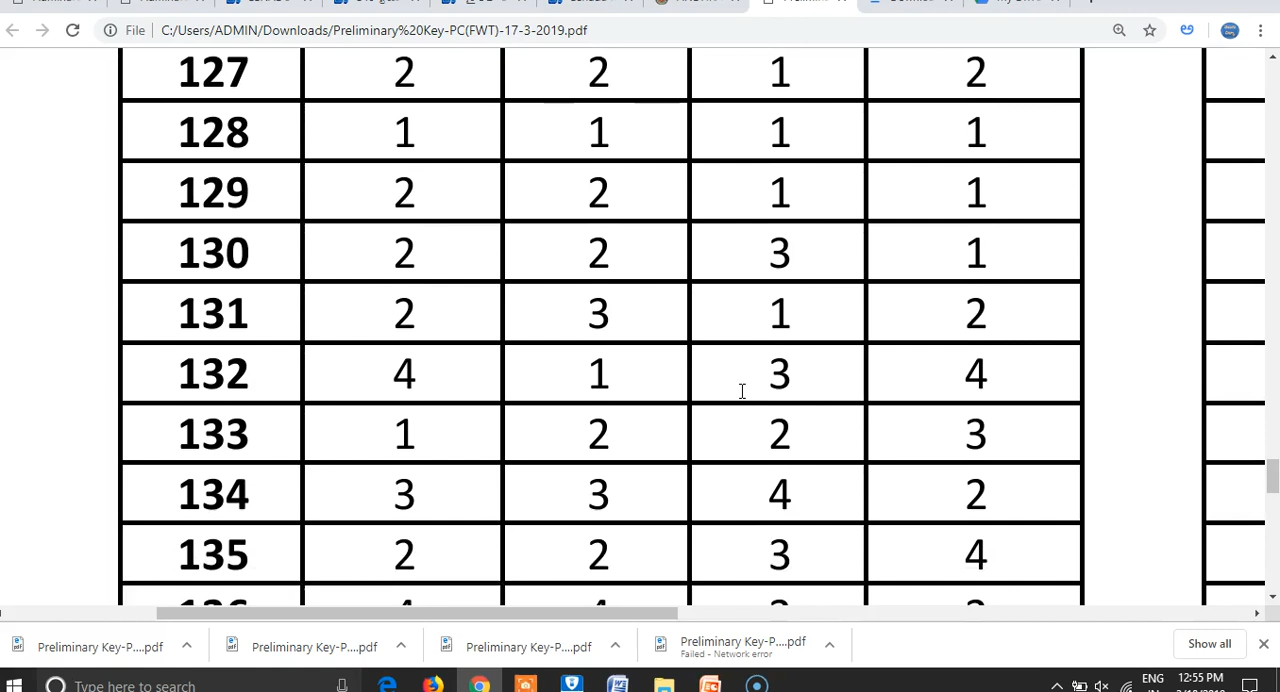 File C:/Users/ADMIN/Downloads/Preliminary%20Key-PC(FWT)-17-3-2019.pdf
127 2 2 1 2
128 1 1 1 1
129 2 2 1 1
130 2 2 3 1
131 2 3 1 2
132 4 1 3 4
133 1 2 2 3
134 3 3 4 2
135 2 2 3 4
Preliminary Key-P....pdf Preliminary Key-P....pdf Preliminary Key-P....pdf Preliminary Key-P....pdf Show all
Failed - Network error
Type here to search ENG 12:55 PM